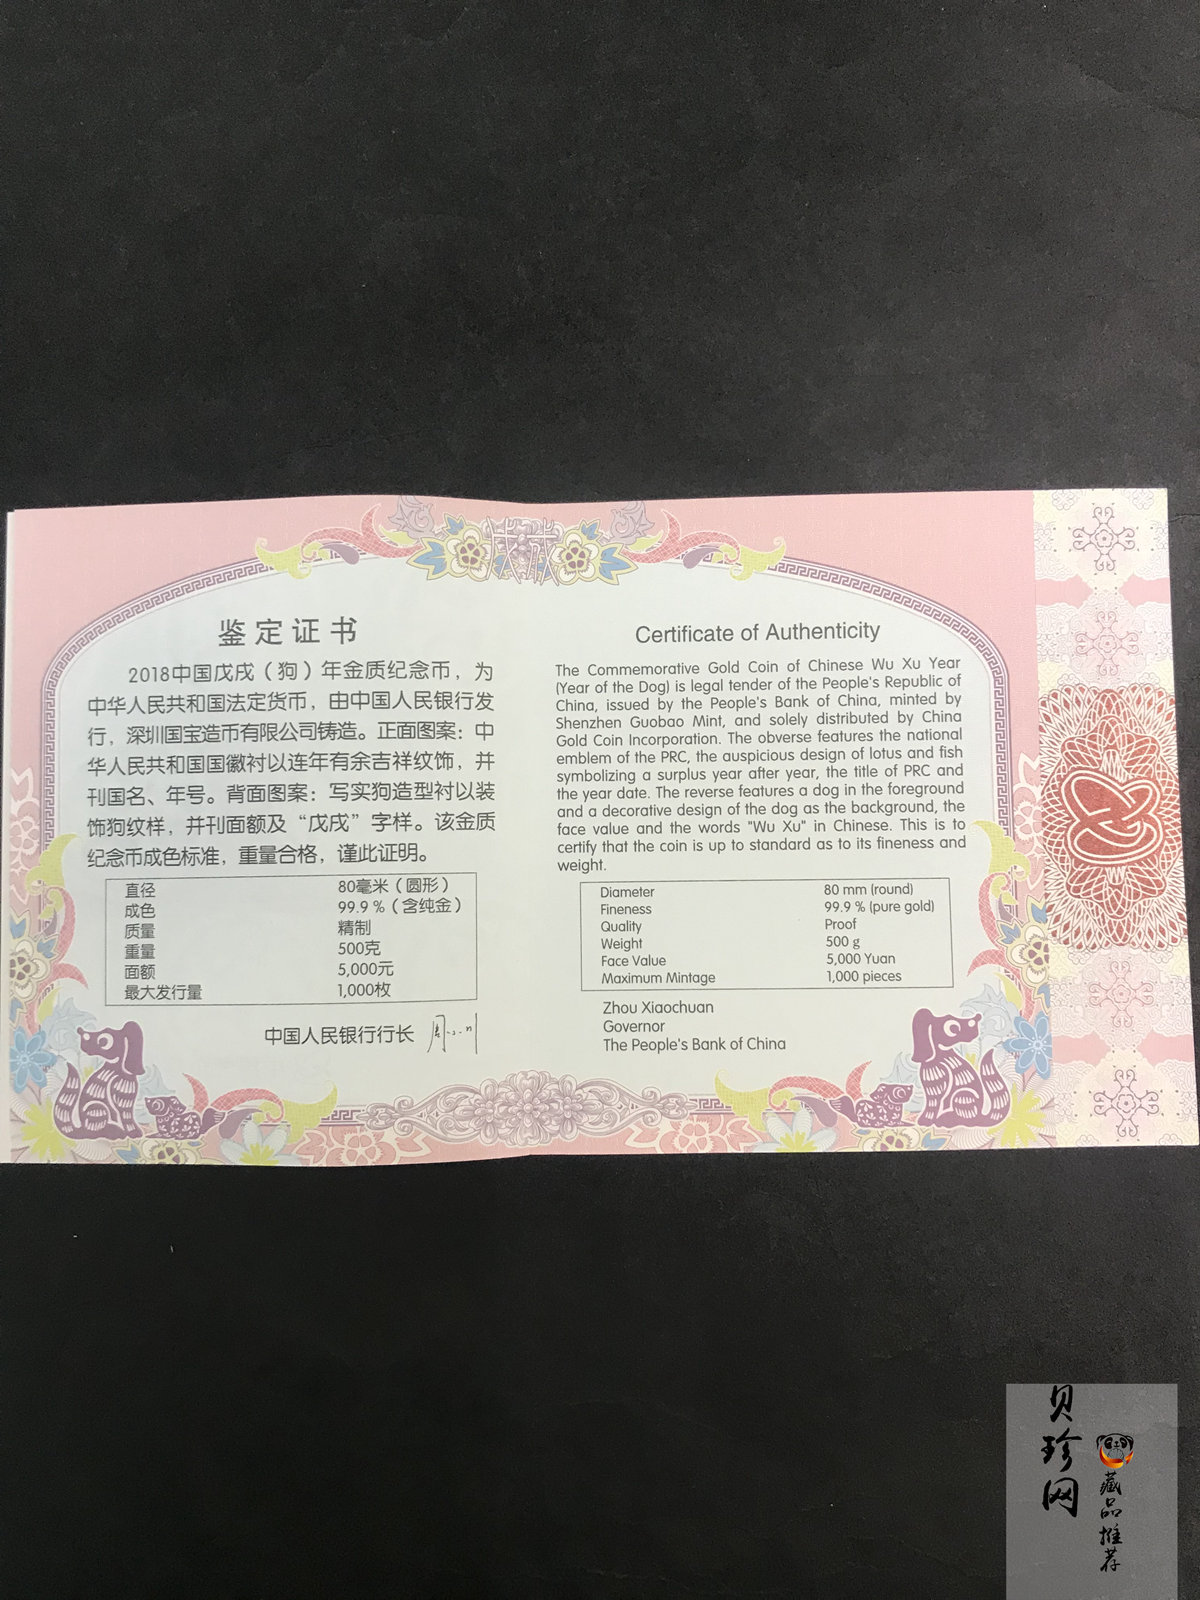 戊戌
鉴定证书
2018中国戊戌（狗）年金质纪念币，为
中华人民共和国法定货币，由中国人民银行发
行，深圳国宝造币有限公司铸造。正面图案：中
华人民共和国国徽衬以连年有余吉祥纹饰，并
刊国名、年号。背面图案：写实狗造型衬以装
饰狗纹样，并刊面额及“戊戌”字样。该金质
纪念币成色标准，重量合格，谨此证明。
直径 80毫米（圆形）
成色 99.9 %（含纯金）
质量 精制
重量 500克
面额 5,000元
最大发行量 1,000枚
中国人民银行行长 周小川
Certificate of Authenticity
The Commemorative Gold Coin of Chinese Wu Xu Year
(Year of the Dog) is legal tender of the People's Republic of
China, issued by the People's Bank of China, minted by
Shenzhen Guobao Mint, and solely distributed by China
Gold Coin Incorporation. The obverse features the national
emblem of the PRC, the auspicious design of lotus and fish
symbolizing a surplus year after year, the title of PRC and
the year date. The reverse features a dog in the foreground
and a decorative design of the dog as the background, the
face value and the words "Wu Xu" in Chinese. This is to
certify that the coin is up to standard as to its fineness and
weight.
Diameter 80 mm (round)
Fineness 99.9 % (pure gold)
Quality Proof
Weight 500 g
Face Value 5,000 Yuan
Maximum Mintage 1,000 pieces
Zhou Xiaochuan
Governor
The People's Bank of China
贝珍网
藏品推荐